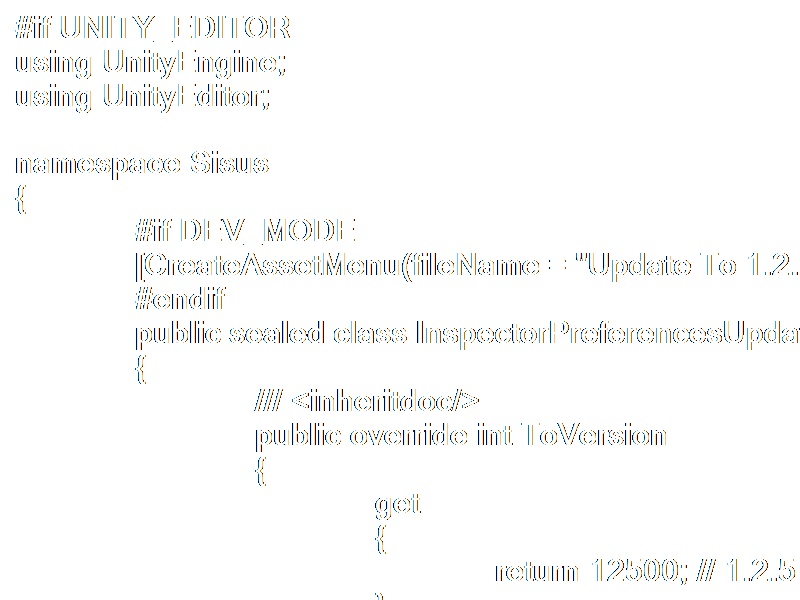 #if UNITY_EDITOR
using UnityEngine;
using UnityEditor;
namespace Sisus
{
#if DEV_MODE
[CreateAssetMenu(fileName = "Update To 1.2.
#endif
public sealed class InspectorPreferencesUpda
{
/// <inheritdoc/>
public override int ToVersion
{
get
{
return 12500; // 1.2.5
}